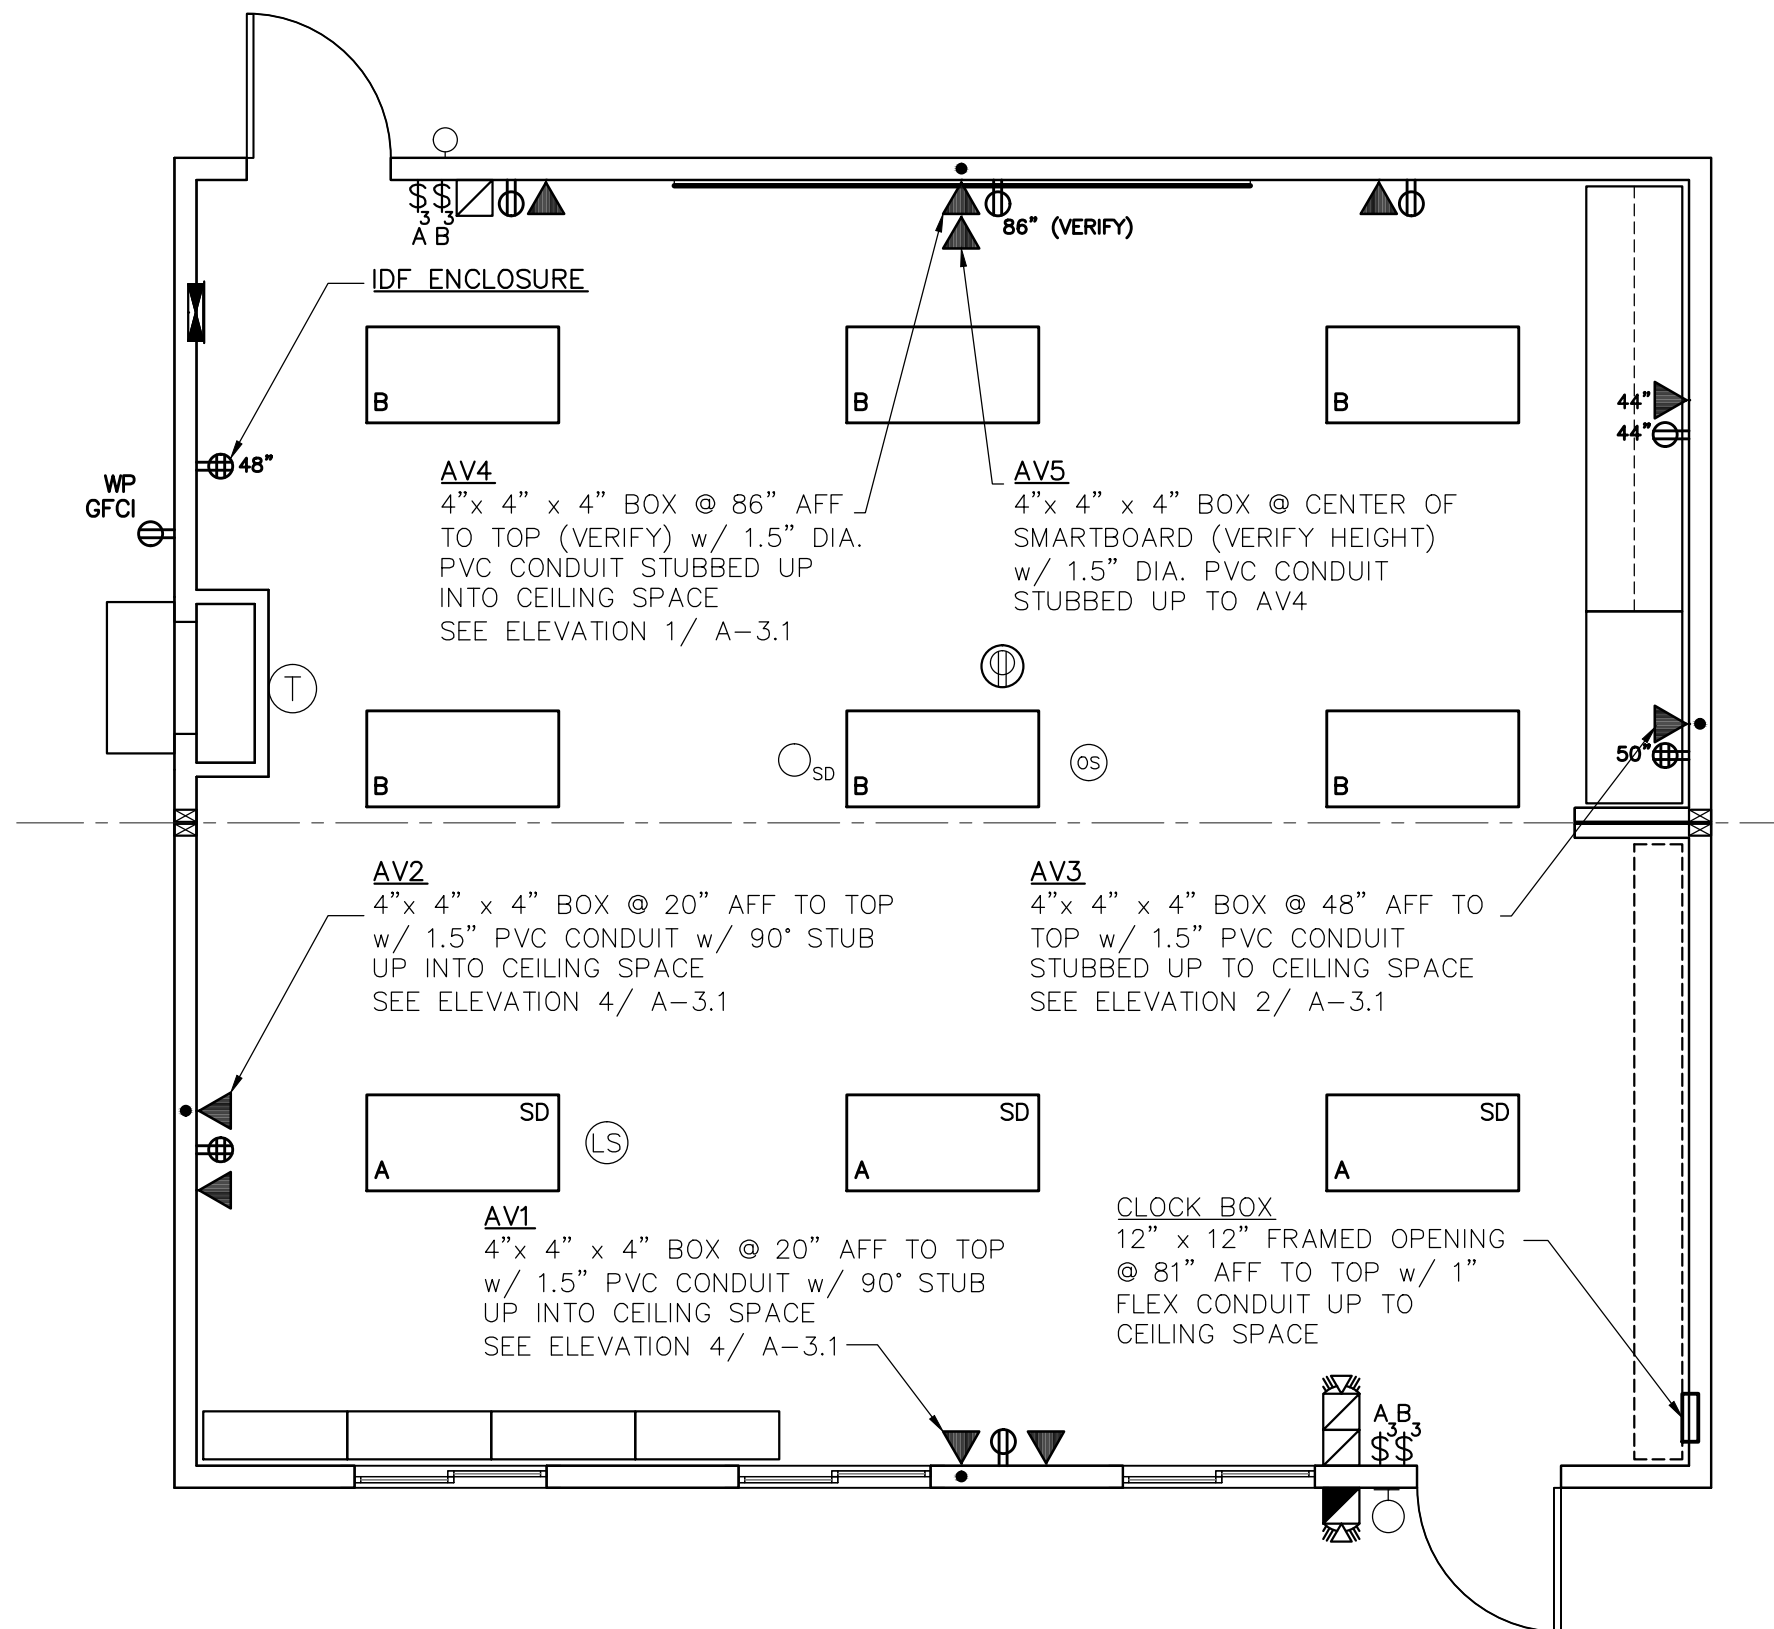 $3 $3
A B
86” (VERIFY)
IDF ENCLOSURE
B
B
B
44”
44”
48”
WP
GFCI
AV4
4”x 4” x 4” BOX @ 86” AFF
TO TOP (VERIFY) w/ 1.5” DIA.
PVC CONDUIT STUBBED UP
INTO CEILING SPACE
SEE ELEVATION 1/ A–3.1
AV5
4”x 4” x 4” BOX @ CENTER OF
SMARTBOARD (VERIFY HEIGHT)
w/ 1.5” DIA. PVC CONDUIT
STUBBED UP TO AV4
T
SD
OS
50”
B
B
B
AV2
4”x 4” x 4” BOX @ 20” AFF TO TOP
w/ 1.5” PVC CONDUIT w/ 90° STUB
UP INTO CEILING SPACE
SEE ELEVATION 4/ A–3.1
AV3
4”x 4” x 4” BOX @ 48” AFF TO
TOP w/ 1.5” PVC CONDUIT
STUBBED UP TO CEILING SPACE
SEE ELEVATION 2/ A–3.1
SD
SD
SD
LS
A
A
A
AV1
4”x 4” x 4” BOX @ 20” AFF TO TOP
w/ 1.5” PVC CONDUIT w/ 90° STUB
UP INTO CEILING SPACE
SEE ELEVATION 4/ A–3.1
CLOCK BOX
12” x 12” FRAMED OPENING
@ 81” AFF TO TOP w/ 1”
FLEX CONDUIT UP TO
CEILING SPACE
A B
$3 $3